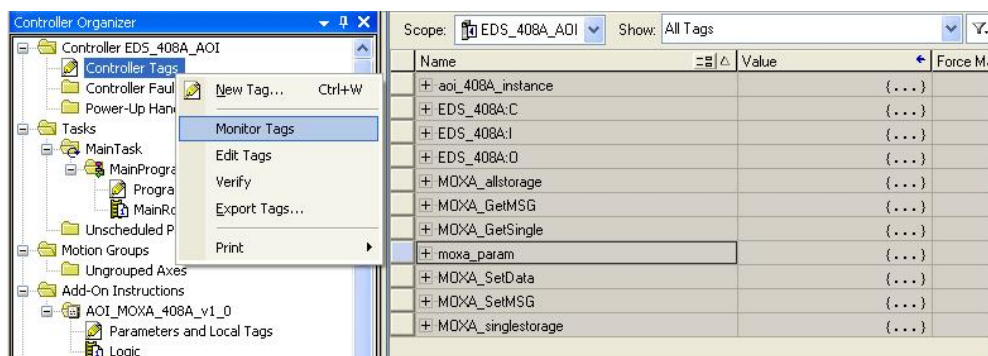 Controller Organizer
Controller EDS_408A_AOI
Controller Tags
Controller Faul
Power-Up Han
Tasks
MainTask
MainProgra
Progra
MainRo
Unscheduled P
Motion Groups
Ungrouped Axes
Add-On Instructions
AOI_MOXA_408A_v1_0
Parameters and Local Tags
Logic
New Tag... Ctrl+W
Monitor Tags
Edit Tags
Verify
Export Tags...
Print
Scope: EDS_408A_AOI Show: All Tags
Name Value Force M
aoi_408A_instance {...}
EDS_408A:C {...}
EDS_408A:I {...}
EDS_408A:O {...}
MOXA_allstorage {...}
MOXA_GetMSG {...}
MOXA_GetSingle {...}
moxa_param {...}
MOXA_SetData {...}
MOXA_SetMSG {...}
MOXA_singlestorage {...}